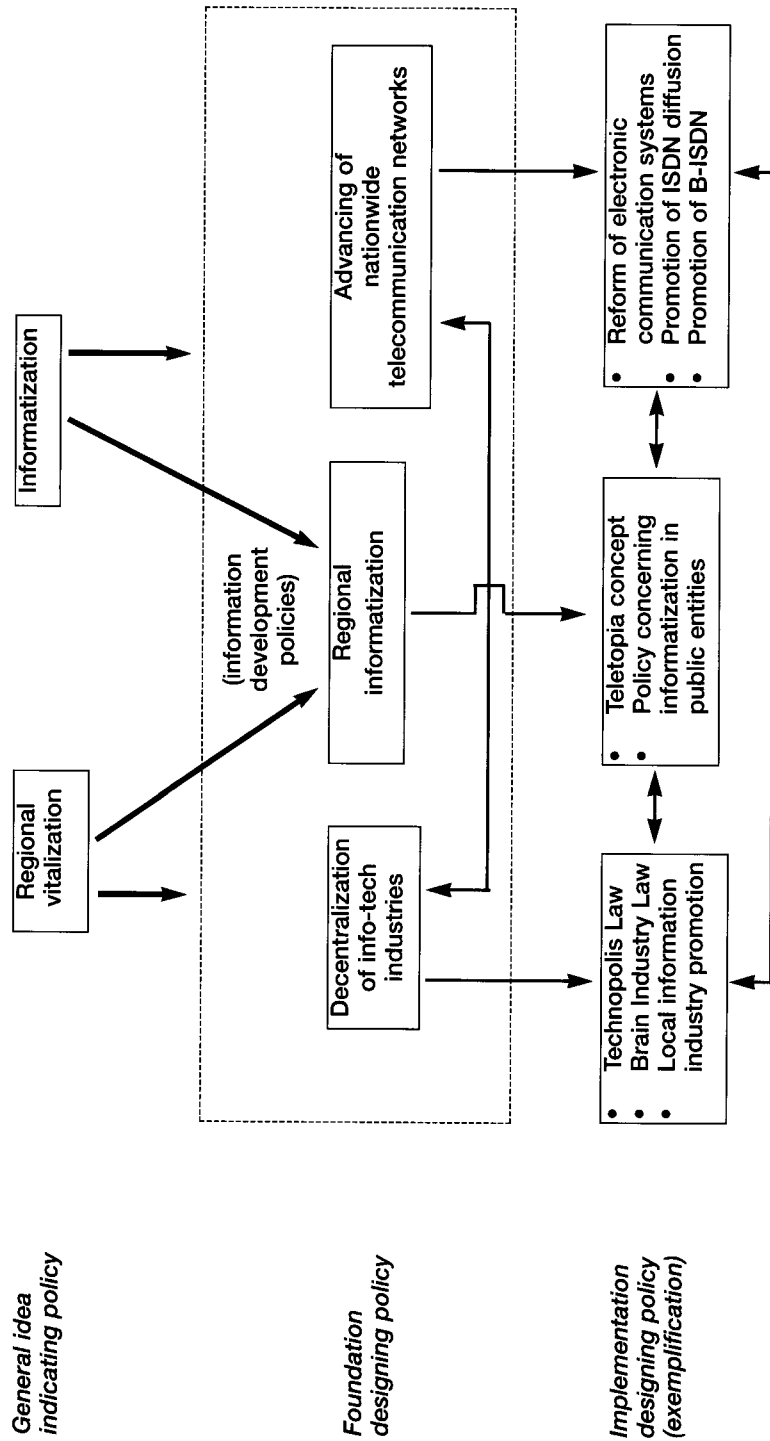 General idea
indicating policy
Regional
vitalization
Informatization
Foundation
designing policy
(information
development
policies)
Decentralization
of info-tech
industries
Regional
informatization
Advancing of
nationwide
telecommunication networks
Implementation
designing policy
(exemplification)
• Technopolis Law
• Brain Industry Law
• Local information
industry promotion
• Teletopia concept
• Policy concerning
informatization in
public entities
• Reform of electronic
communication systems
• Promotion of ISDN diffusion
• Promotion of B-ISDN